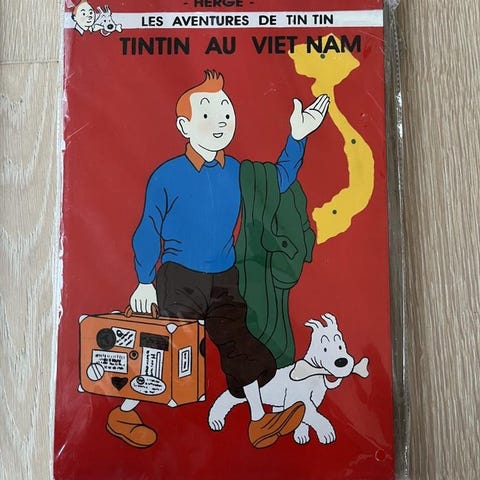 - HERGÉ -
LES AVENTURES DE TIN TIN
TINTIN AU VIET NAM